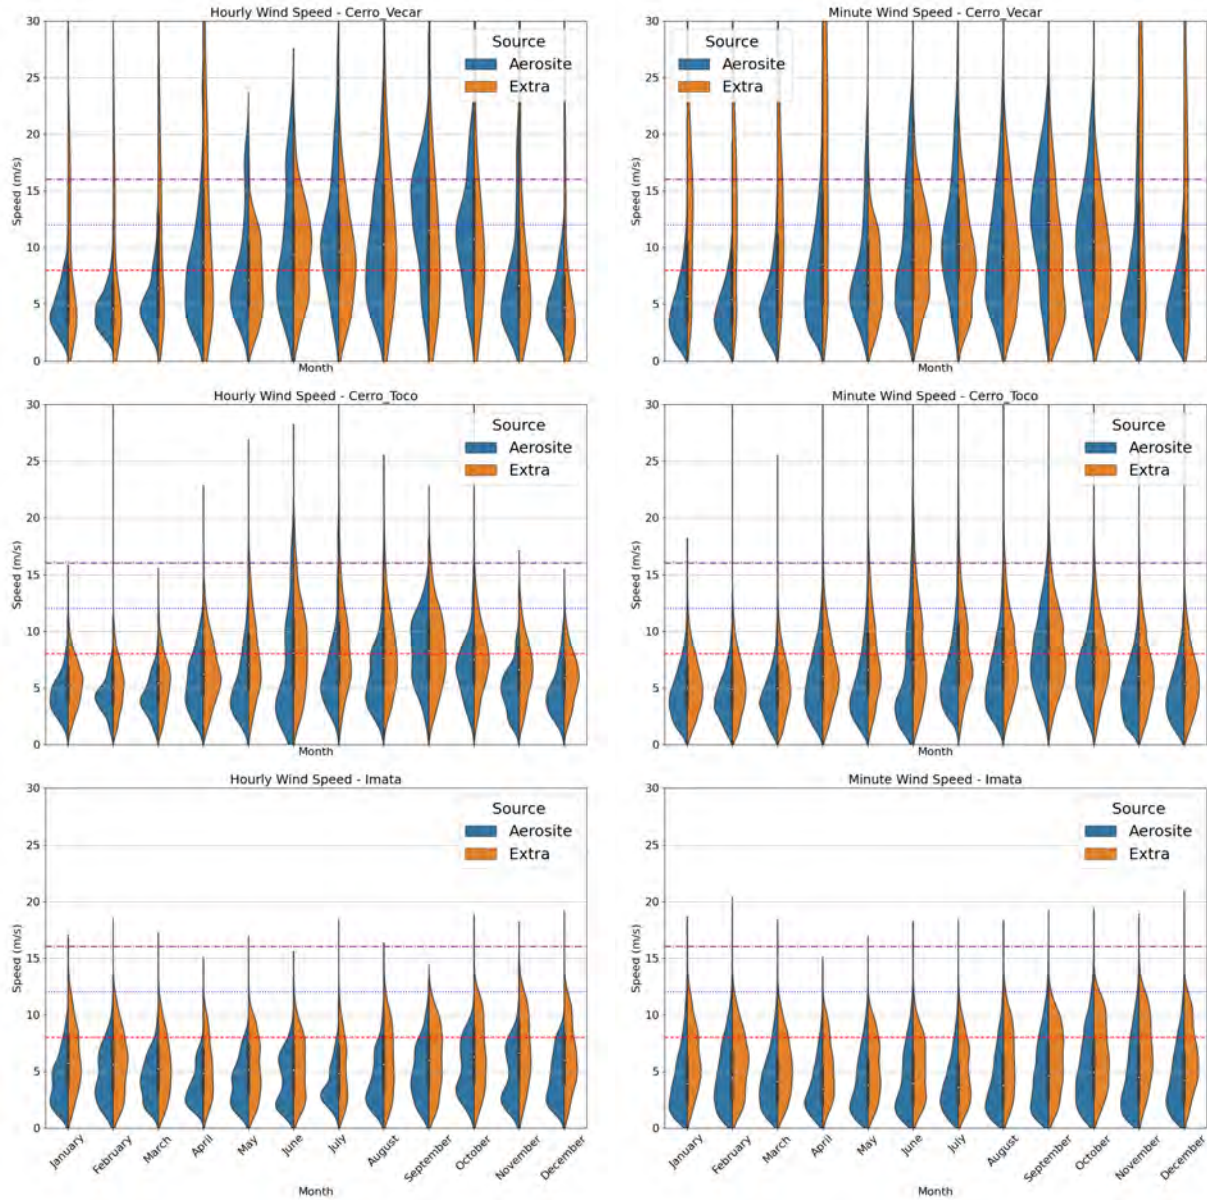 Hourly Wind Speed - Cerro_Vecar
Speed (m/s)
30
25
20
15
10
5
0
Source
Aerosite
Extra
Month
Minute Wind Speed - Cerro_Vecar
Speed (m/s)
30
25
20
15
10
5
0
Source
Aerosite
Extra
Month
Hourly Wind Speed - Cerro_Toco
Speed (m/s)
30
25
20
15
10
5
0
Source
Aerosite
Extra
Month
Minute Wind Speed - Cerro_Toco
Speed (m/s)
30
25
20
15
10
5
0
Source
Aerosite
Extra
Month
Hourly Wind Speed - Imata
Speed (m/s)
30
25
20
15
10
5
0
Source
Aerosite
Extra
January February March April May June July August September October November December
Month
Minute Wind Speed - Imata
Speed (m/s)
30
25
20
15
10
5
0
Source
Aerosite
Extra
January February March April May June July August September October November December
Month